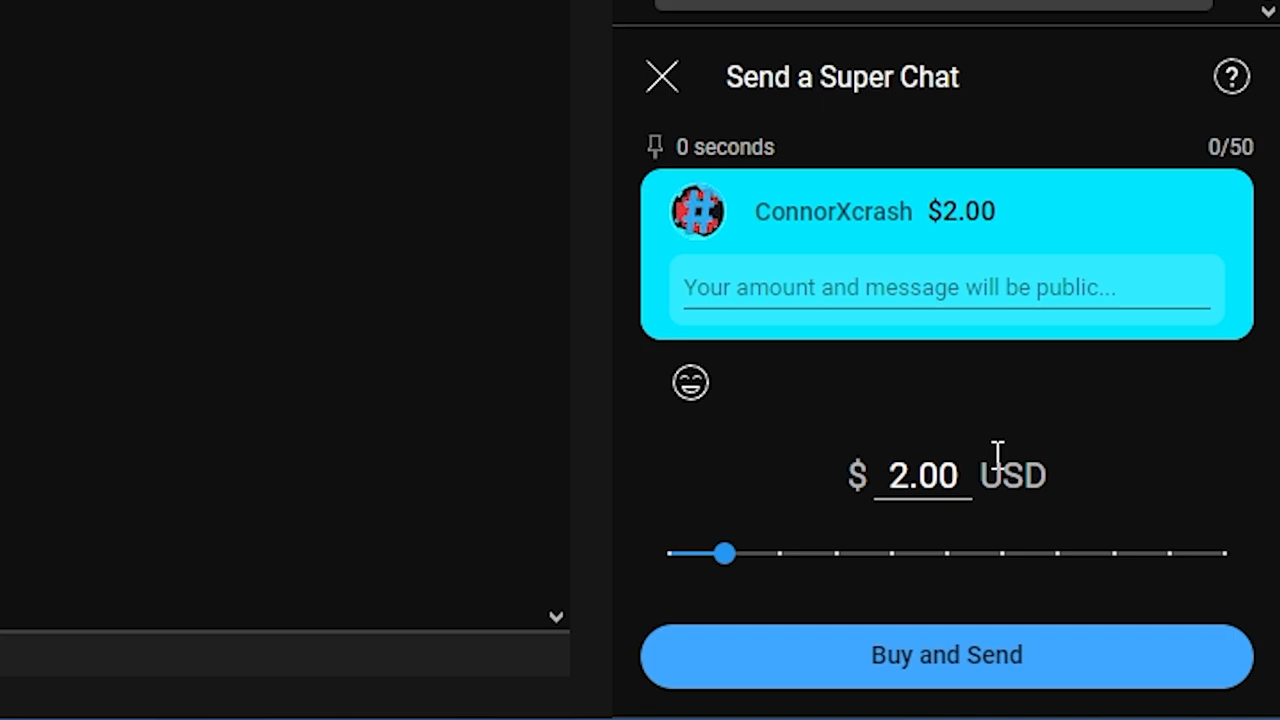 Send a Super Chat
0 seconds 0/50
ConnorXcrash $2.00
Your amount and message will be public...
$ 2.00 USD
Buy and Send